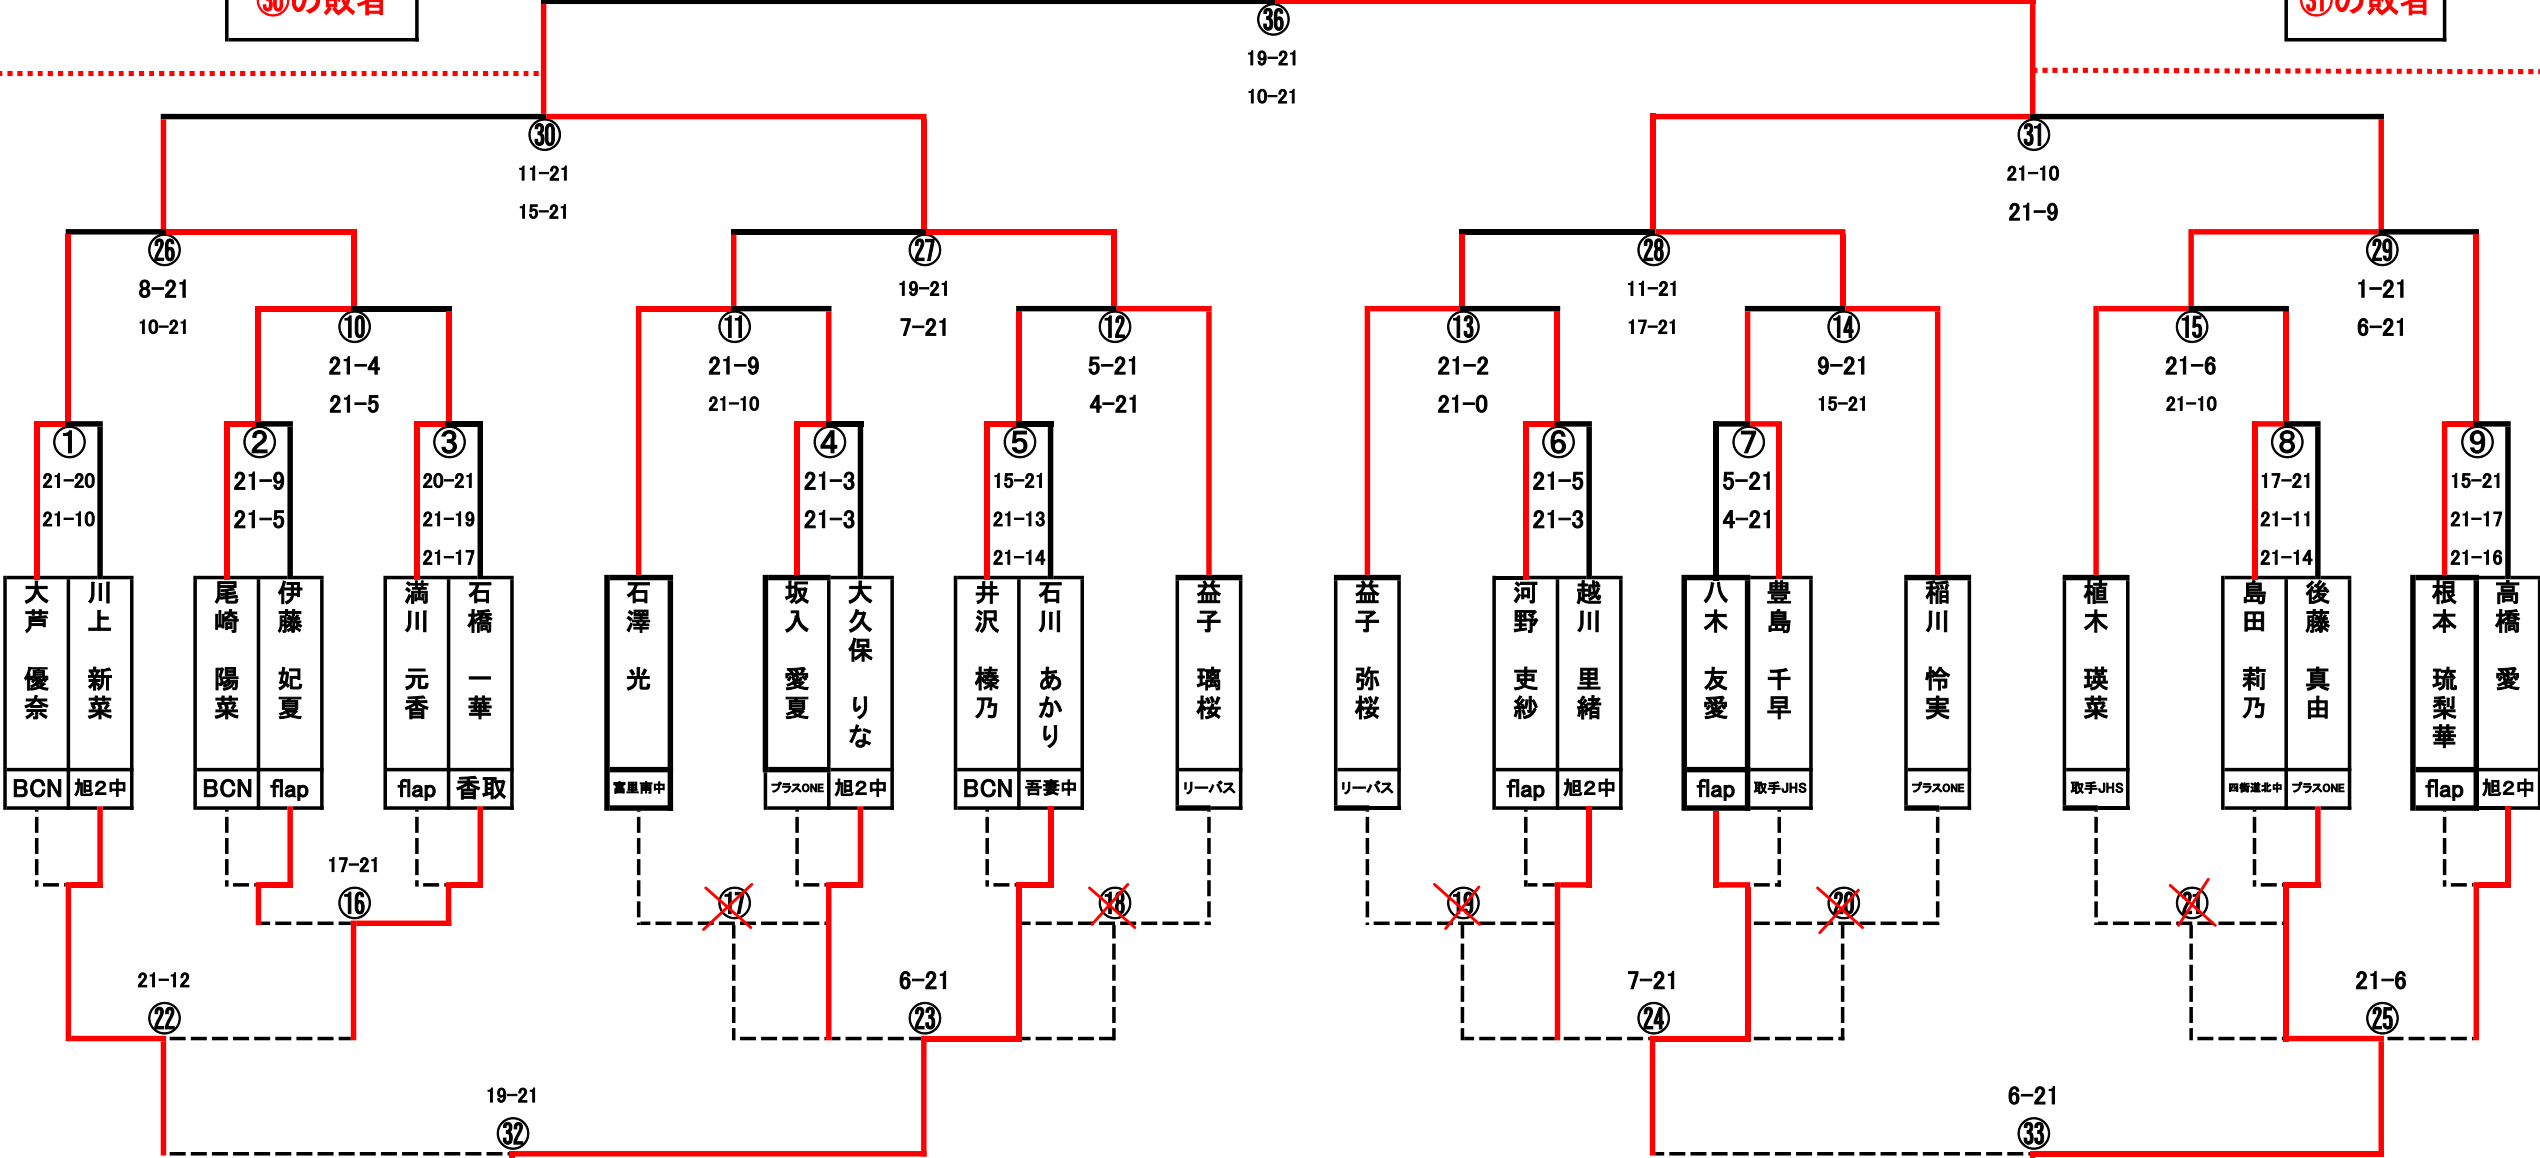 ㉚の敗者
㉛の敗者
㊱
19-21
10-21
㉚
11-21
15-21
㉛
21-10
21-9
㉖
8-21
10-21
㉗
19-21
7-21
㉘
11-21
17-21
㉙
1-21
6-21
⑩
21-4
21-5
⑪
21-9
21-10
⑫
5-21
4-21
⑬
21-2
21-0
⑭
9-21
15-21
⑮
21-6
21-10
①
21-20
21-10
②
21-9
21-5
③
20-21
21-19
21-17
④
21-3
21-3
⑤
15-21
21-13
21-14
⑥
21-5
21-3
⑦
5-21
4-21
⑧
17-21
21-11
21-14
⑨
15-21
21-17
21-16
大芦 優奈
川上 新菜
尾崎 陽菜
伊藤 妃夏
満川 元香
石橋 一華
石澤 光
坂入 愛夏
大久保 りな
井沢 榛乃
石川 あかり
益子 璃桜
益子 弥桜
河野 吏紗
越川 里緒
八木 友愛
豊島 千早
稲川 怜実
植木 瑛菜
島田 莉乃
後藤 真由
根本 琉梨華
高橋 愛
BCN
旭2中
BCN
flap
flap
香取
富里南中
プラスONE
旭2中
BCN
吾妻中
リーバス
リーバス
flap
旭2中
flap
取手JHS
プラスONE
取手JHS
四街道北中
プラスONE
flap
旭2中
17-21
⑯
⑰
⑱
⑲
⑳
㉑
21-12
㉒
6-21
㉓
7-21
㉔
21-6
㉕
19-21
㉜
6-21
㉝